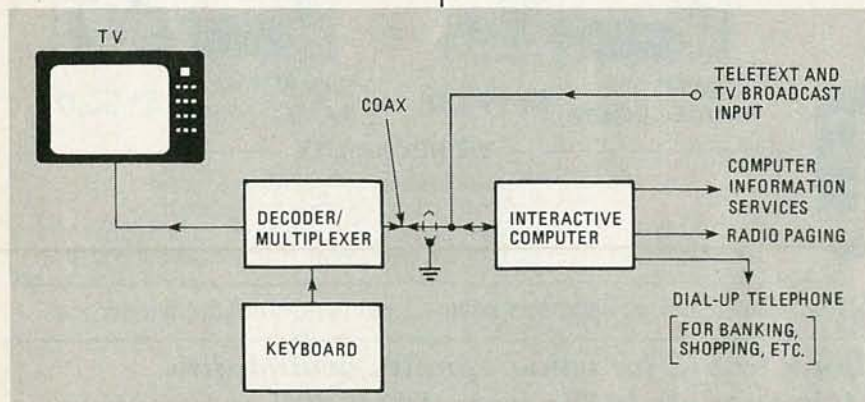 TV
COAX
TELETEXT AND
TV BROADCAST
INPUT
DECODER/
MULTIPLEXER
INTERACTIVE
COMPUTER
COMPUTER
INFORMATION
SERVICES
RADIO PAGING
DIAL-UP TELEPHONE
[FOR BANKING,
SHOPPING, ETC.]
KEYBOARD